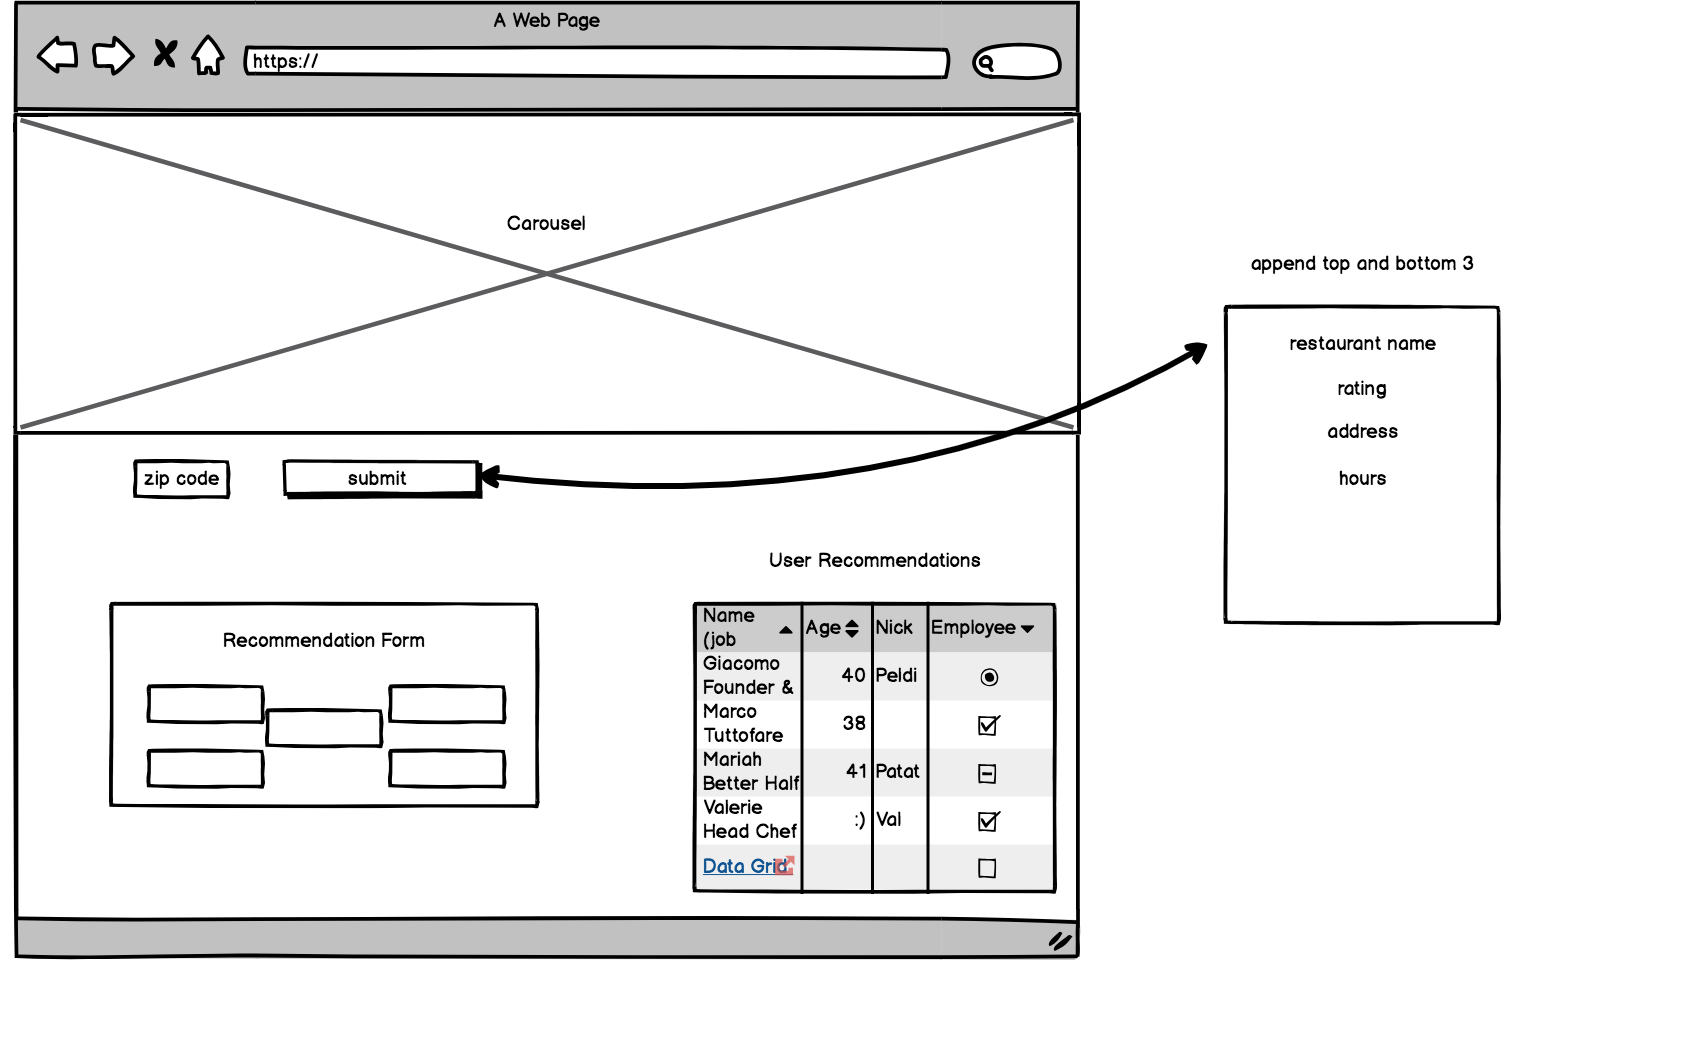 A Web Page
https://
Carousel
append top and bottom 3
restaurant name
rating
address
hours
zip code
submit
User Recommendations
Recommendation Form
Name
(job
Age
Nick
Employee
Giacomo
Founder &
40
Peldi
Marco
Tuttofare
38
Mariah
Better Half
41
Patat
Valerie
Head Chef
:)
Val
Data Grid